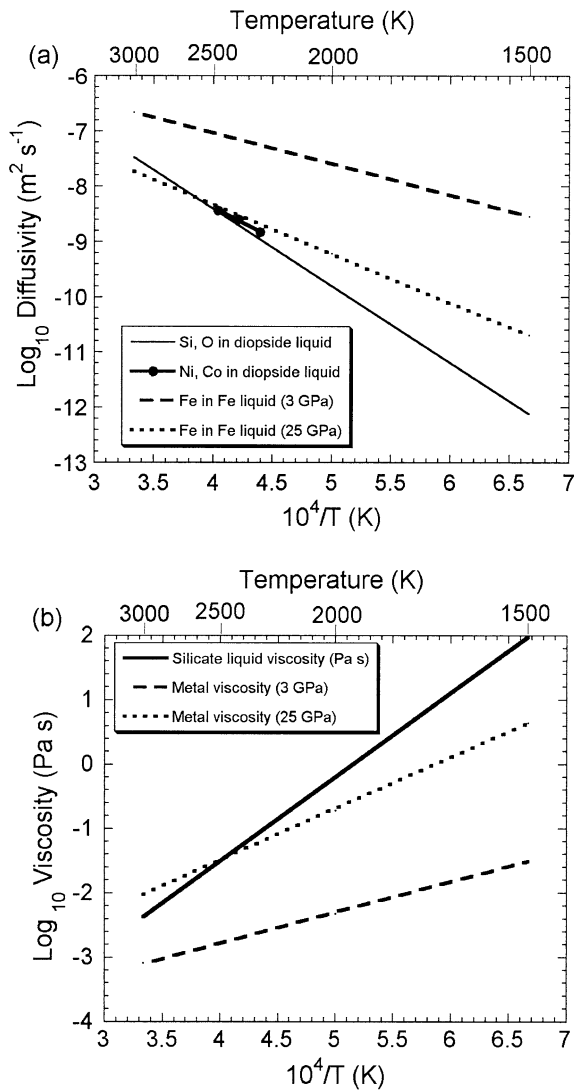 Temperature (K)
3000 2500 2000 1500
(a)
-6
-7
-8
-9
-10
-11
-12
-13
Log10 Diffusivity (m2 s-1)
Si, O in diopside liquid
Ni, Co in diopside liquid
Fe in Fe liquid (3 GPa)
Fe in Fe liquid (25 GPa)
3 3.5 4 4.5 5 5.5 6 6.5 7
10^4/T (K)
Temperature (K)
3000 2500 2000 1500
(b)
2
1
0
-1
-2
-3
-4
Log 10 Viscosity (Pa s)
Silicate liquid viscosity (Pa s)
Metal viscosity (3 GPa)
Metal viscosity (25 GPa)
3 3.5 4 4.5 5 5.5 6 6.5 7
10^4/T (K)